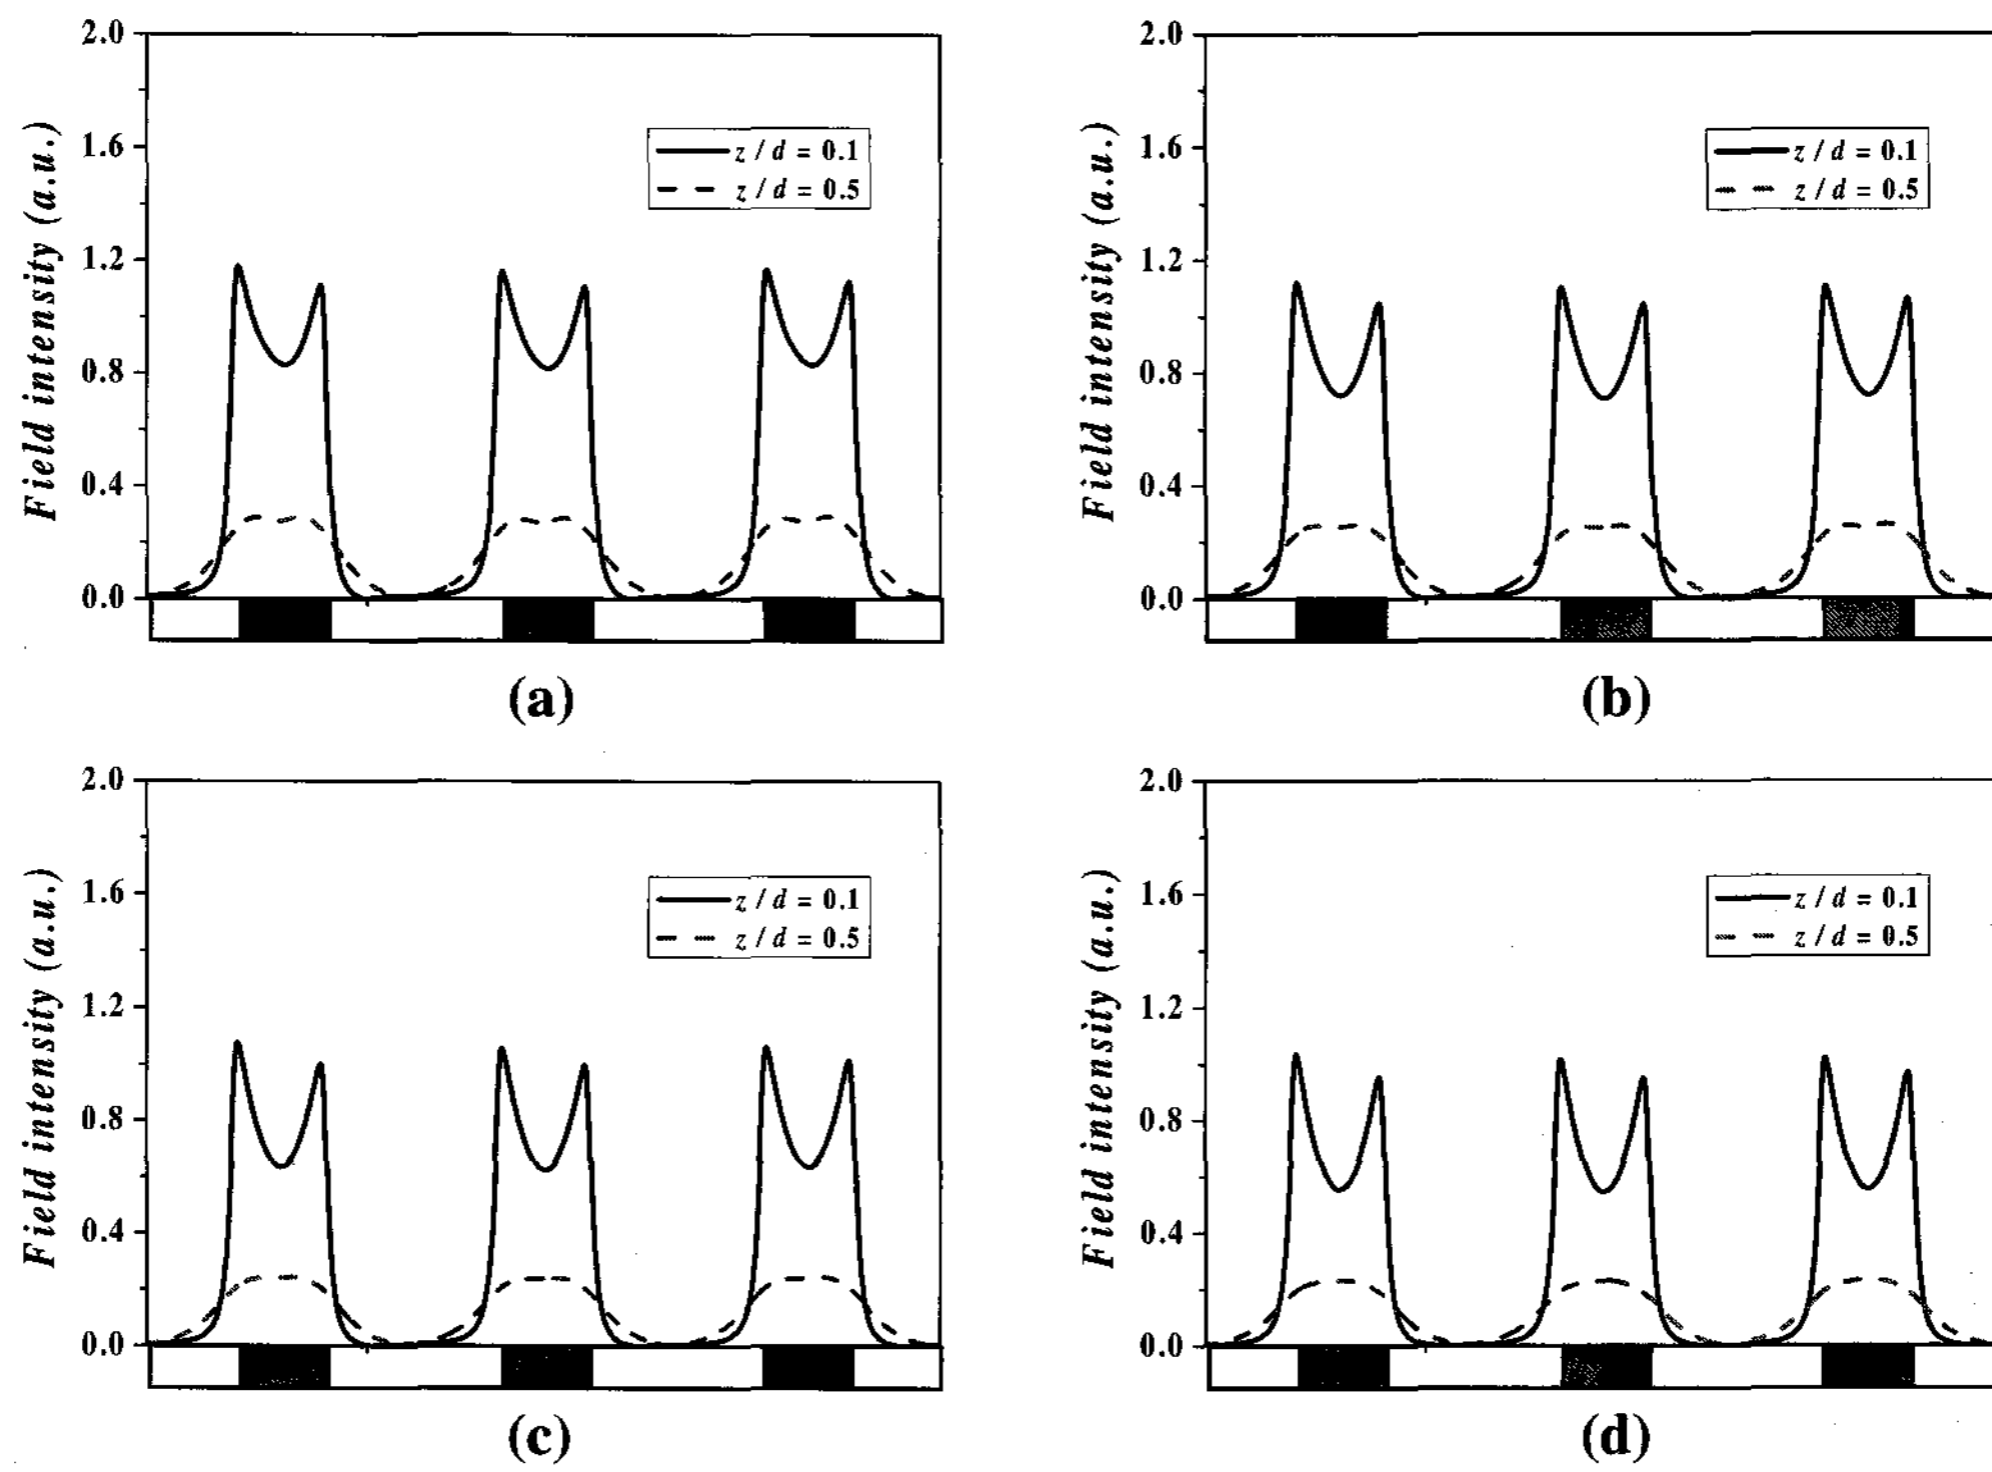 2.0
1.6
1.2
0.8
0.4
0.0
Field intensity (a.u.)
z / d = 0.1
z / d = 0.5
(a)
2.0
1.6
1.2
0.8
0.4
0.0
Field intensity (a.u.)
z / d = 0.1
z / d = 0.5
(b)
2.0
1.6
1.2
0.8
0.4
0.0
Field intensity (a.u.)
z / d = 0.1
z / d = 0.5
(c)
2.0
1.6
1.2
0.8
0.4
0.0
Field intensity (a.u.)
z / d = 0.1
z / d = 0.5
(d)